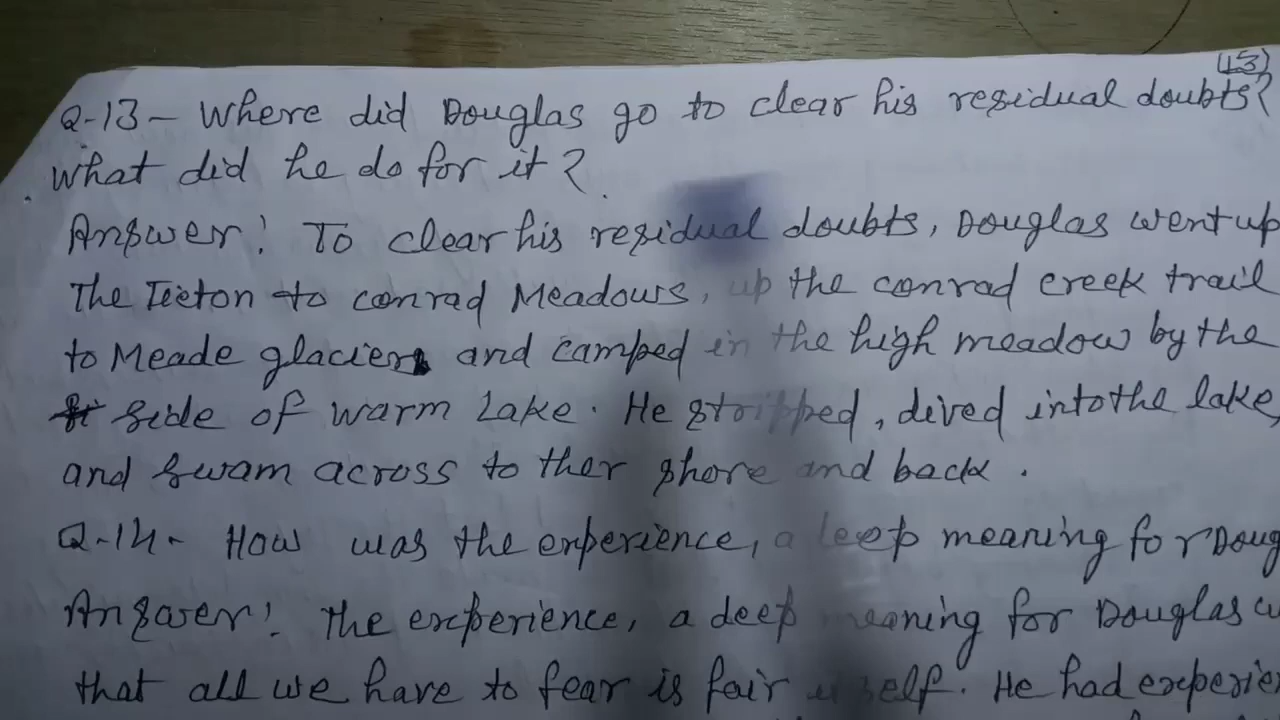 (13)
Q-13- Where did Douglas go to clear his residual doubts?
What did he do for it?
Answer: To clear his residual doubts, Douglas went up
The Tieton to conrad Meadows, up the conrad creek trail
to Meade glacier and camped in the high meadow by the
side of warm Lake. He stripped, dived into the lake,
and swam across to ther shore and back.
Q-14- How was the experience, a deep meaning for Doug
Answer: The experience, a deep meaning for Douglas
that all we have to fear is fair itself. He had experie